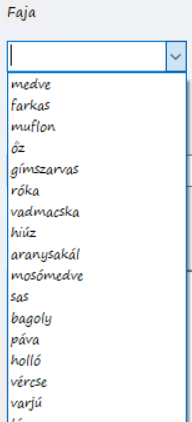 Faja
medve
farkas
muflon
őz
gímszarvas
róka
vadmacska
hiúz
aranysakál
mosómedve
sas
bagoly
páva
holló
vércse
varjú